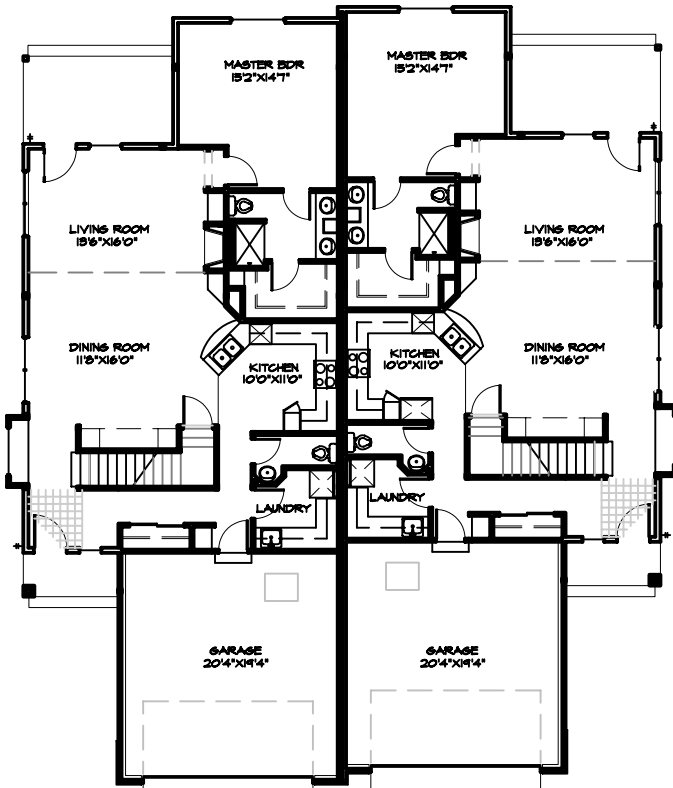 MASTER BDR
13'2"X14'7"
MASTER BDR
13'2"X14'7"
LIVING ROOM
13'6"X16'0"
LIVING ROOM
13'6"X16'0"
DINING ROOM
11'8"X16'0"
KITCHEN
10'0"X11'0"
KITCHEN
10'0"X11'0"
DINING ROOM
11'8"X16'0"
LAUNDRY
LAUNDRY
GARAGE
20'4"X19'4"
GARAGE
20'4"X19'4"